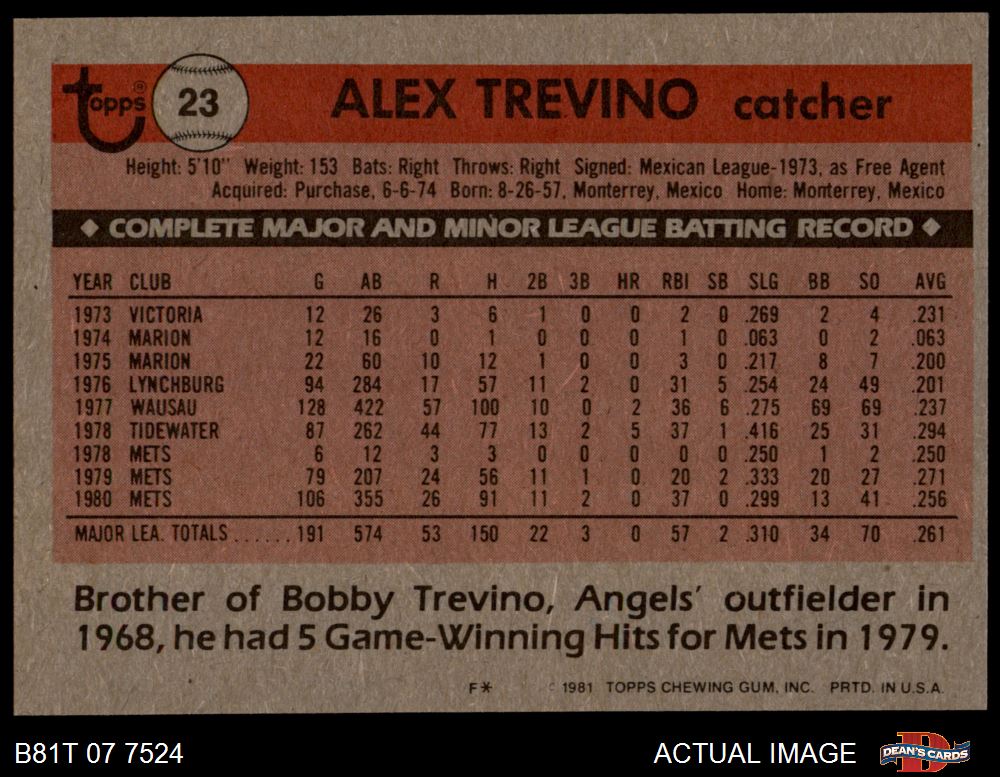 Topps® 23 ALEX TREVINO catcher
Height: 5'10" Weight: 153 Bats: Right Throws: Right Signed: Mexican League-1973, as Free Agent
Acquired: Purchase, 6-6-74 Born: 8-26-57, Monterrey, Mexico Home: Monterrey, Mexico
◆ COMPLETE MAJOR AND MINOR LEAGUE BATTING RECORD ◆
YEAR CLUB G AB R H 2B 3B HR RBI SB SLG BB SO AVG
1973 VICTORIA 12 26 3 6 1 0 0 2 0 .269 2 4 .231
1974 MARION 12 16 0 1 0 0 0 1 0 .063 0 2 .063
1975 MARION 22 60 10 12 1 0 0 3 0 .217 8 7 .200
1976 LYNCHBURG 94 284 17 57 11 2 0 31 5 .254 24 49 .201
1977 WAUSAU 128 422 57 100 10 0 2 36 6 .275 69 69 .237
1978 TIDEWATER 87 262 44 77 13 2 5 37 1 .416 25 31 .294
1978 METS 6 12 3 3 0 0 0 0 0 .250 1 2 .250
1979 METS 79 207 24 56 11 1 0 20 2 .333 20 27 .271
1980 METS 106 355 26 91 11 2 0 37 0 .299 13 41 .256
MAJOR LEA. TOTALS......191 574 53 150 22 3 0 57 2 .310 34 70 .261
Brother of Bobby Trevino, Angels' outfielder in
1968, he had 5 Game-Winning Hits for Mets in 1979.
F* © 1981 TOPPS CHEWING GUM, INC. PRTD. IN U.S.A.
B81T 07 7524 ACTUAL IMAGE DEAN'S CARDS